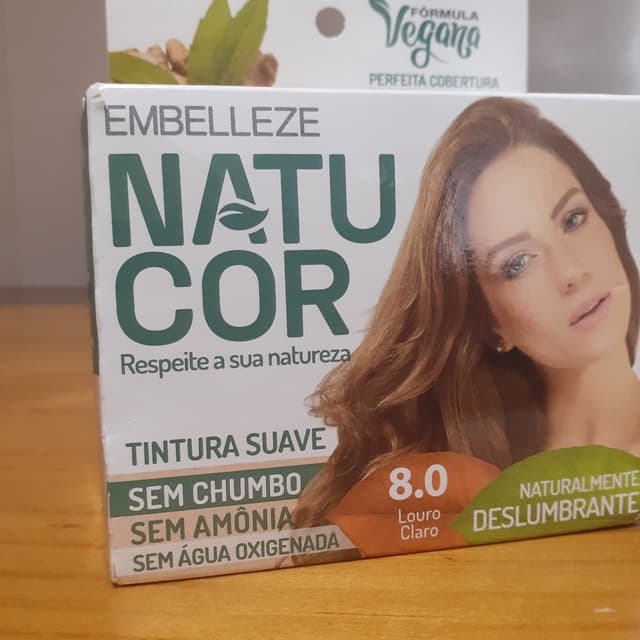 FÓRMULA
Vegana
PERFEITA COBERTURA
EMBELLEZE
NATU
COR
Respeite a sua natureza
TINTURA SUAVE
SEM CHUMBO
SEM AMÔNIA
SEM ÁGUA OXIGENADA
8.0
Louro
Claro
NATURALMENTE
DESLUMBRANTE